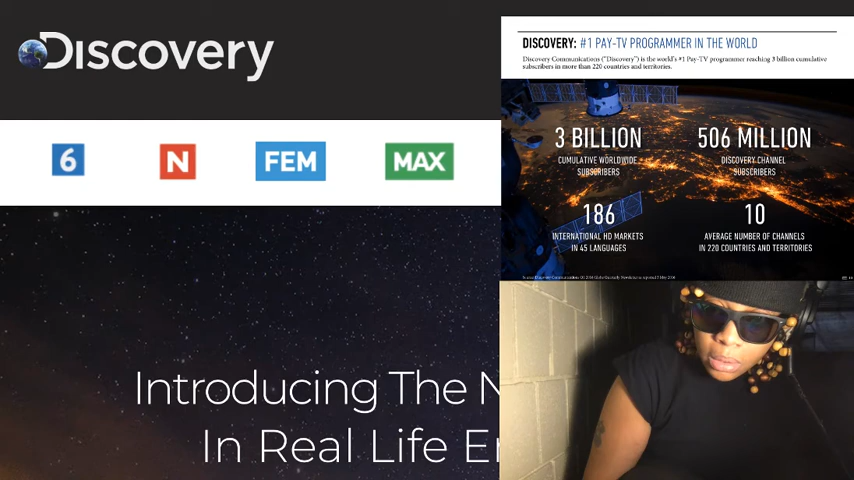 Discovery
6
N
FEM
MAX
Introducing The N
In Real Life E
DISCOVERY: #1 PAY-TV PROGRAMMER IN THE WORLD
Discovery Communications ("Discovery") is the world's #1 Pay-TV programmer reaching 3 billion cumulative
subscribers in more than 220 countries and territories.
3 BILLION
CUMULATIVE WORLDWIDE
SUBSCRIBERS
506 MILLION
DISCOVERY CHANNEL
SUBSCRIBERS
186
INTERNATIONAL HD MARKETS
IN 45 LANGUAGES
10
AVERAGE NUMBER OF CHANNELS
IN 220 COUNTRIES AND TERRITORIES